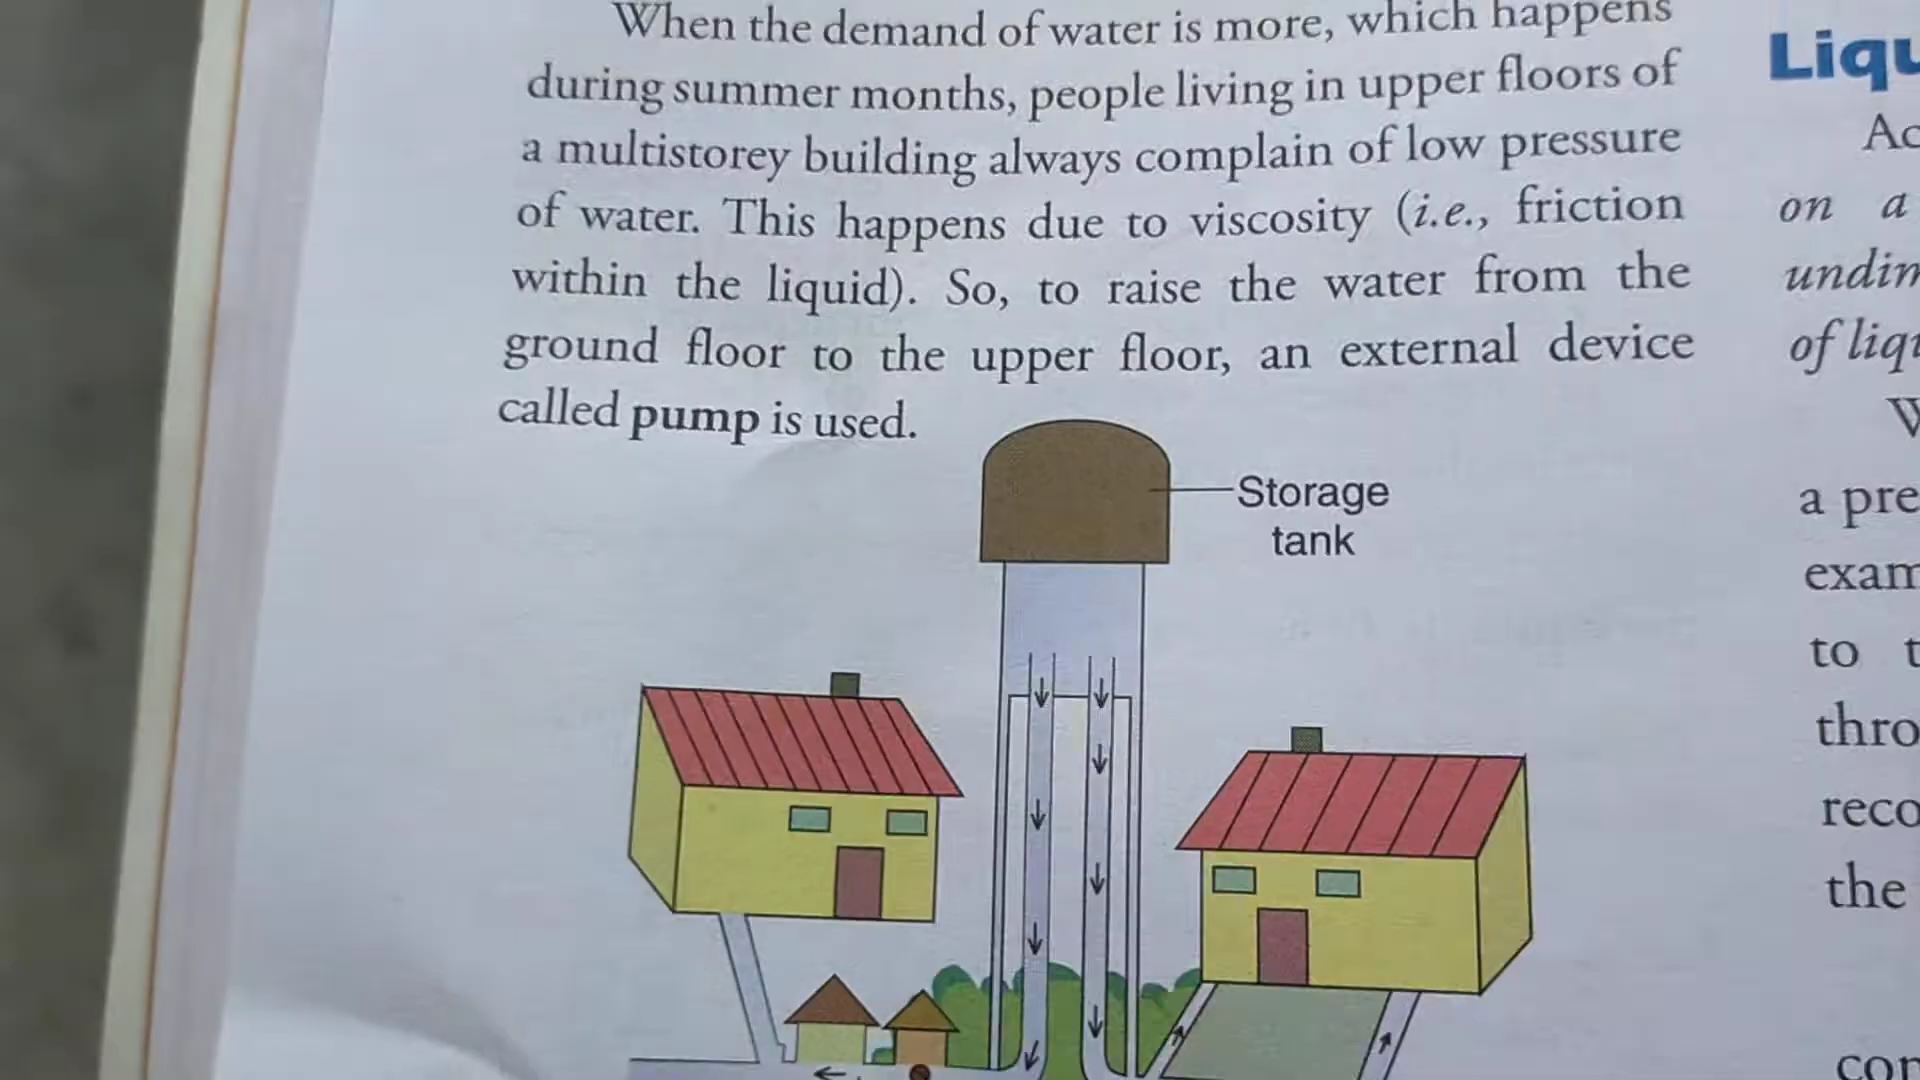 When the demand of water is more, which happens
during summer months, people living in upper floors of
a multistorey building always complain of low pressure
of water. This happens due to viscosity (i.e., friction
within the liquid). So, to raise the water from the
ground floor to the upper floor, an external device
called pump is used.
Storage
tank
Liqu
Ac
on a
undim
of liqu
W
a pre
exam
to t
thro
reco
the
con